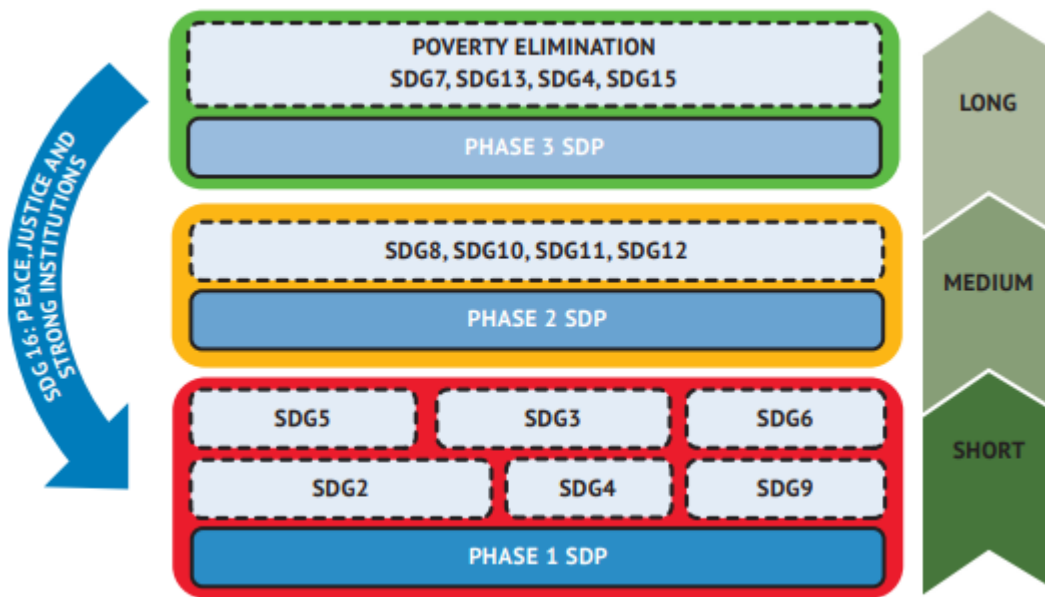 POVERTY ELIMINATION
SDG7, SDG13, SDG4, SDG15
PHASE 3 SDP
LONG
SDG 16: PEACE, JUSTICE AND
STRONG INSTITUTIONS
SDG8, SDG10, SDG11, SDG12
PHASE 2 SDP
MEDIUM
SDG5
SDG3
SDG6
SHORT
SDG2
SDG4
SDG9
PHASE 1 SDP